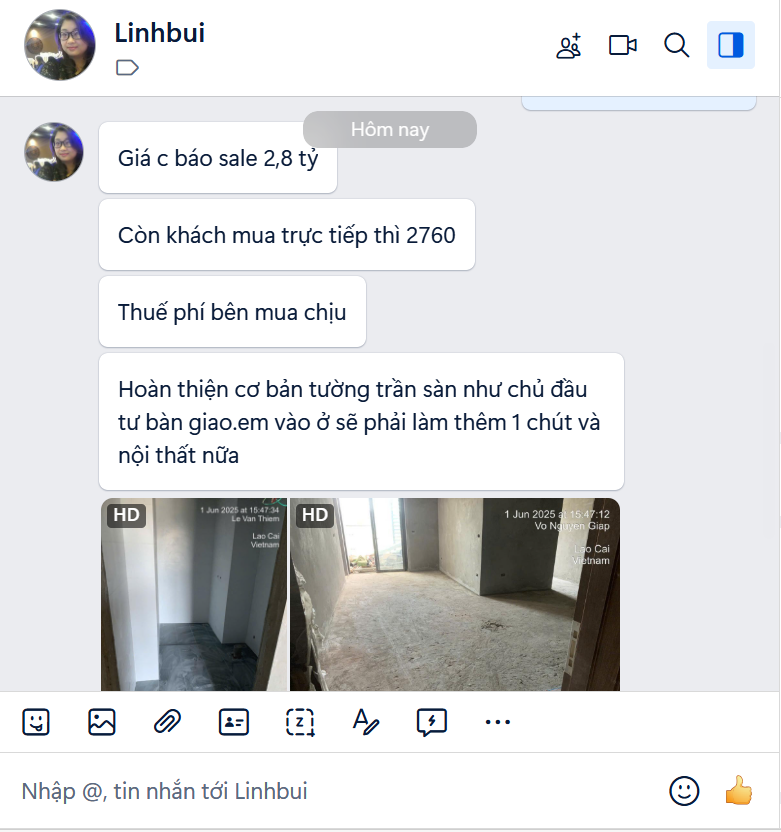 Linhbui
Hôm nay
Giá c báo sale 2,8 tỷ
Còn khách mua trực tiếp thì 2760
Thuế phí bên mua chịu
Hoàn thiện cơ bản tường trần sàn như chủ đầu
tư bàn giao.em vào ở sẽ phải làm thêm 1 chút và
nội thất nữa
HD
1 Jun 2025 at 15:47:34
Le Van Thiem
Lao Cai
Vietnam
HD
1 Jun 2025 at 15:47:12
Vo Nguyen Giap
Lao Cai
Vietnam
Z
Nhập @, tin nhắn tới Linhbui